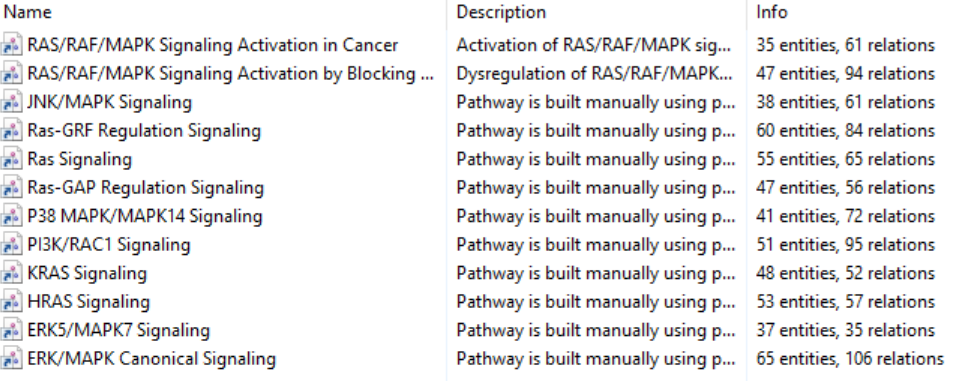 Name Description Info
RAS/RAF/MAPK Signaling Activation in Cancer Activation of RAS/RAF/MAPK sig... 35 entities, 61 relations
RAS/RAF/MAPK Signaling Activation by Blocking ... Dysregulation of RAS/RAF/MAPK... 47 entities, 94 relations
JNK/MAPK Signaling Pathway is built manually using p... 38 entities, 61 relations
Ras-GRF Regulation Signaling Pathway is built manually using p... 60 entities, 84 relations
Ras Signaling Pathway is built manually using p... 55 entities, 65 relations
Ras-GAP Regulation Signaling Pathway is built manually using p... 47 entities, 56 relations
P38 MAPK/MAPK14 Signaling Pathway is built manually using p... 41 entities, 72 relations
PI3K/RAC1 Signaling Pathway is built manually using p... 51 entities, 95 relations
KRAS Signaling Pathway is built manually using p... 48 entities, 52 relations
HRAS Signaling Pathway is built manually using p... 53 entities, 57 relations
ERK5/MAPK7 Signaling Pathway is built manually using p... 37 entities, 35 relations
ERK/MAPK Canonical Signaling Pathway is built manually using p... 65 entities, 106 relations